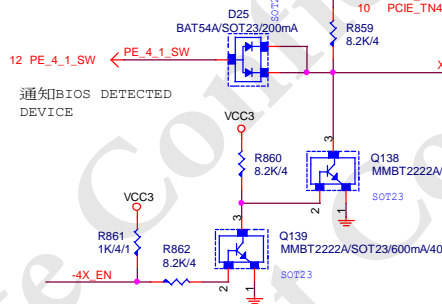 10 PCIE_TN4
D25
BAT54A/SOT23/200mA
SOT2
R859
8.2K/4
12 PE_4_1_SW
PE_4_1_SW
X
通知BIOS DETECTED
DEVICE
VCC3
3
R860
8.2K/4
Q138
MMBT2222A/
SOT23
2
1
VCC3
3
Q139
MMBT2222A/SOT23/600mA/40
SOT23
R861
1K/4/1
R862
8.2K/4
-4X_EN
2
1